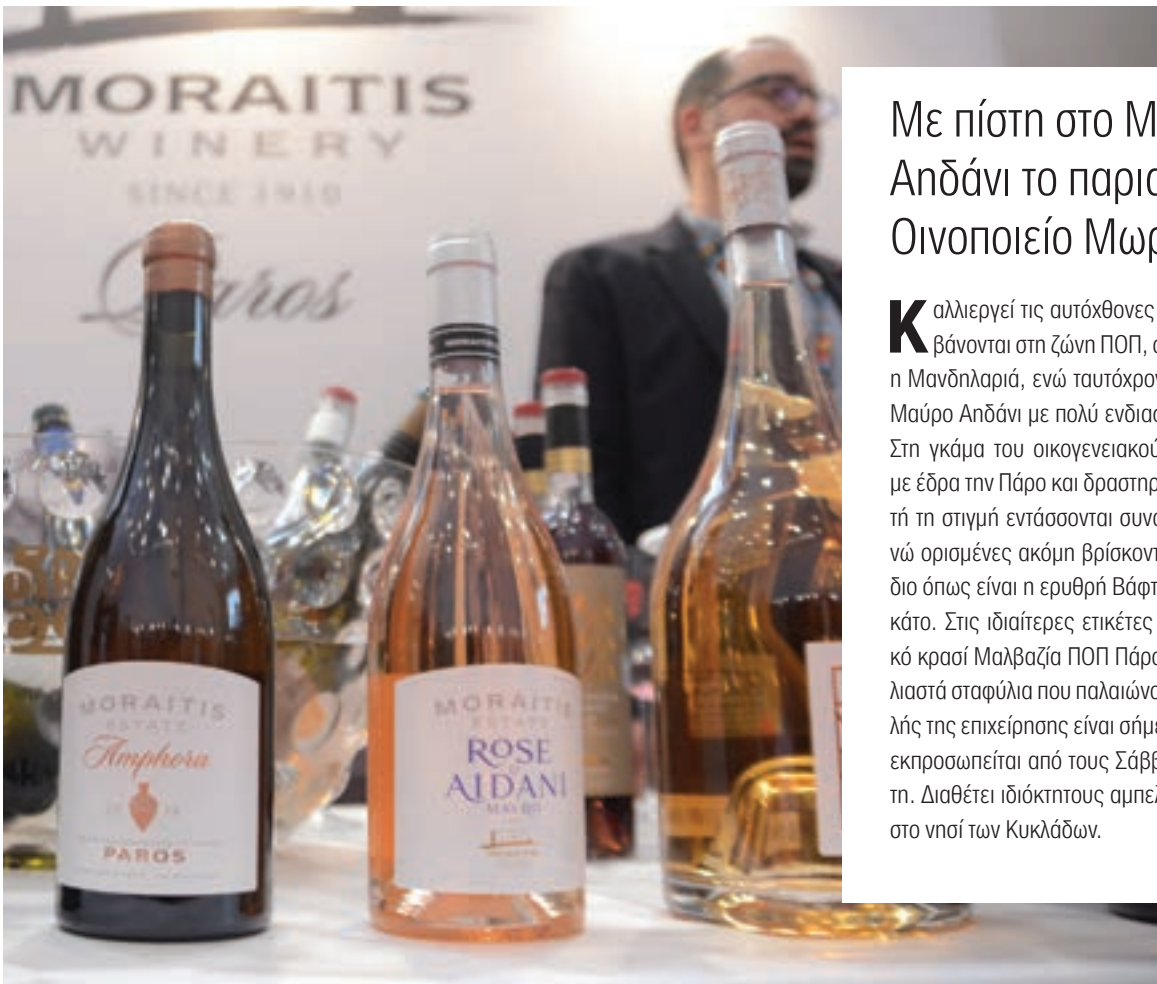 MORAITIS
WINERY
SINCE 1910
Paros
MORAITIS
ESTATE
Amphora
PAROS
MORAITIS
ESTATE
ROSE
AIDANI
MAVRO
Με πίστη στο Μ
Αηδάνι το παρια
Οινοποιείο Μωρ
Καλλιεργεί τις αυτόχθονες
βάνονται στη ζώνη ΠΟΠ,
η Μανδηλαριά, ενώ ταυτόχρον
Μαύρο Αηδάνι με πολύ ενδιαφ
Στη γκάμα του οικογενειακού
με έδρα την Πάρο και δραστηρ
τή τη στιγμή εντάσσονται συνο
νώ ορισμένες ακόμη βρίσκοντ
διο όπως είναι η ερυθρή Βάφτ
κάτο. Στις ιδιαίτερες ετικέτες
κό κρασί Μαλβαζία ΠΟΠ Πάρο
λιαστά σταφύλια που παλαιώνο
λής της επιχείρησης είναι σήμε
εκπροσωπείται από τους Σάββ
τη. Διαθέτει ιδιόκτητους αμπελ
στο νησί των Κυκλάδων.